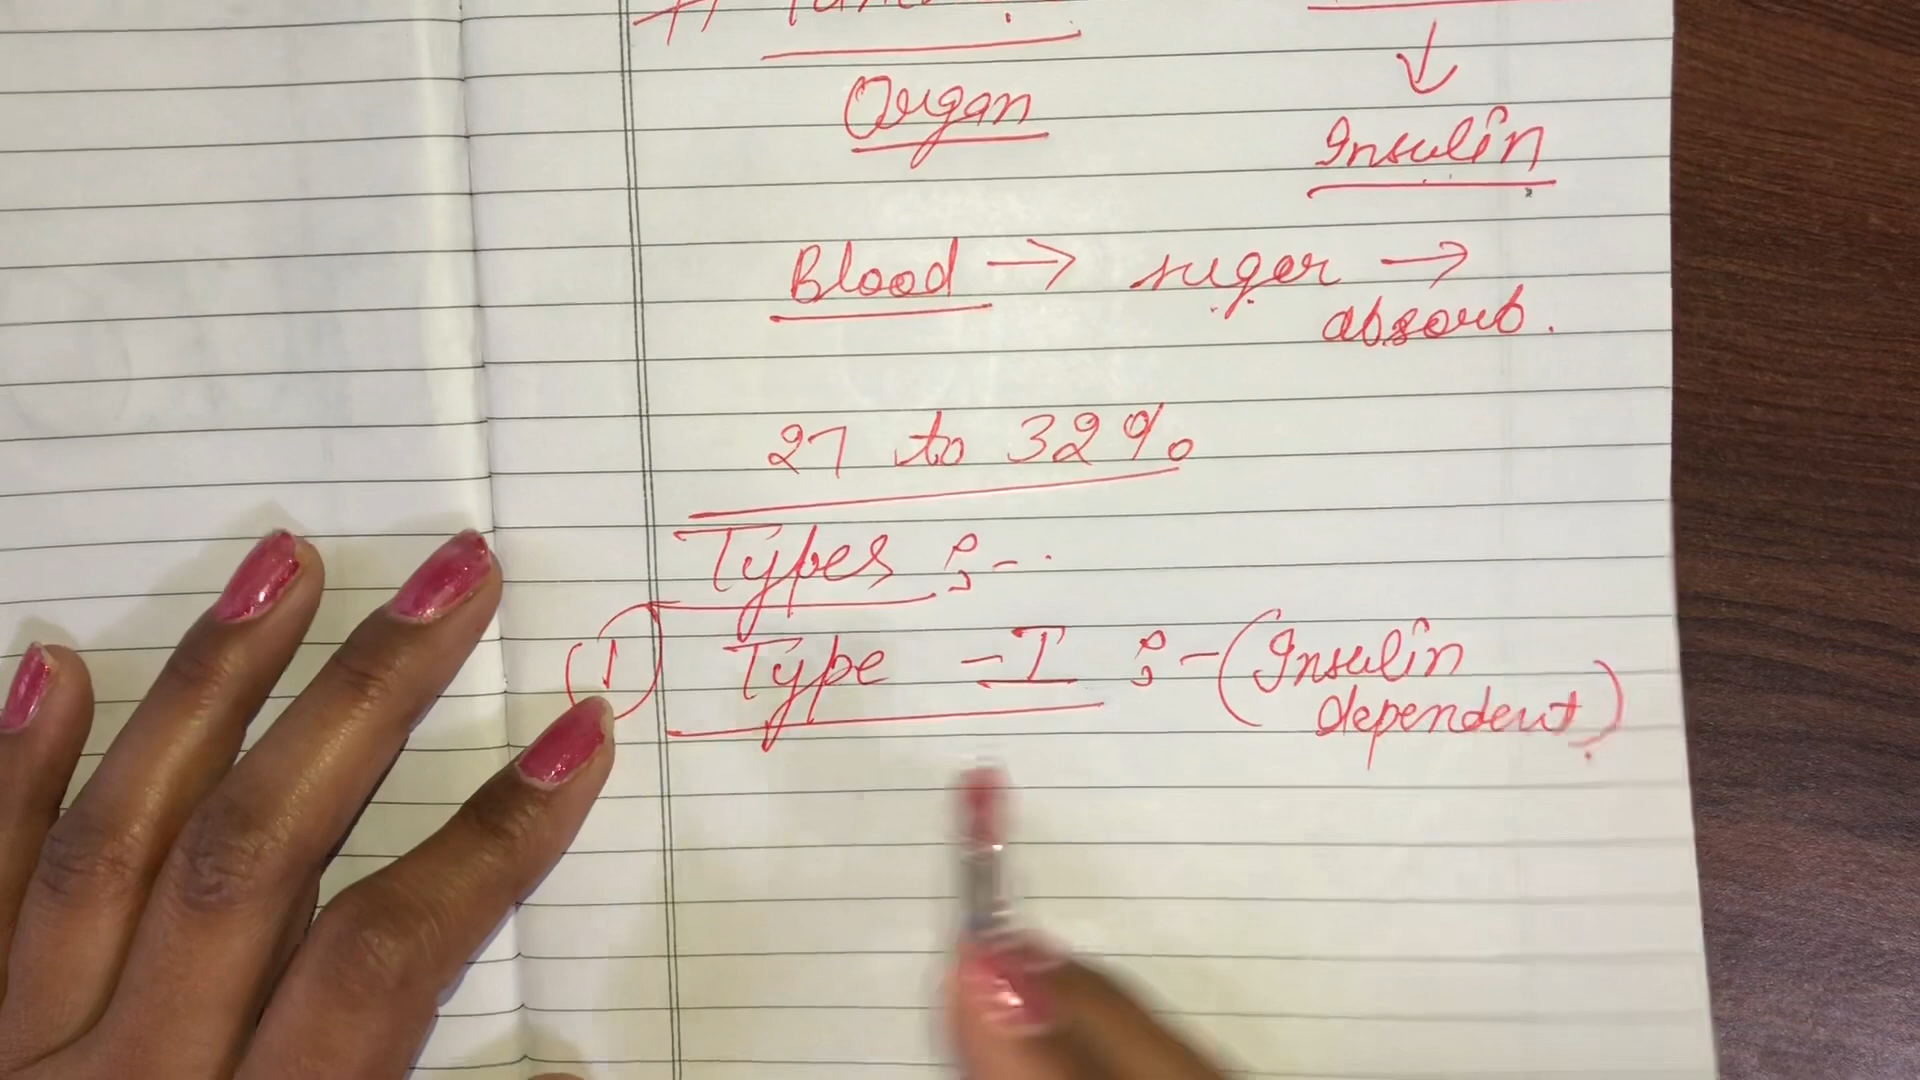 Organ
Insulin
Blood → suger →
absorb.
27 to 32%
Types :-
(1) Type -I :- (Insulin
dependent)